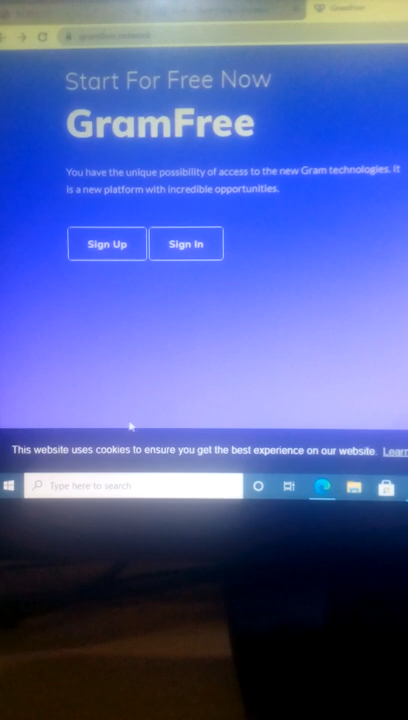 GramFree
Start For Free Now
GramFree
You have the unique possibility of access to the new Gram technologies. It
is a new platform with incredible opportunities.
Sign Up
Sign In
This website uses cookies to ensure you get the best experience on our website. Learn
Type here to search